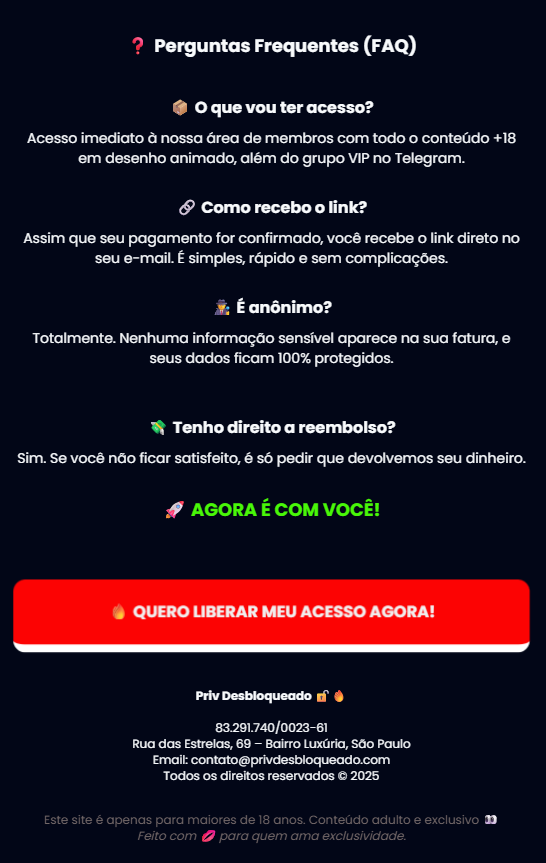 ❓ Perguntas Frequentes (FAQ)
📦 O que vou ter acesso?
Acesso imediato à nossa área de membros com todo o conteúdo +18
em desenho animado, além do grupo VIP no Telegram.
🔗 Como recebo o link?
Assim que seu pagamento for confirmado, você recebe o link direto no
seu e-mail. É simples, rápido e sem complicações.
🕵️ É anônimo?
Totalmente. Nenhuma informação sensível aparece na sua fatura, e
seus dados ficam 100% protegidos.
💸 Tenho direito a reembolso?
Sim. Se você não ficar satisfeito, é só pedir que devolvemos seu dinheiro.
🚀 AGORA É COM VOCÊ!
🔥 QUERO LIBERAR MEU ACESSO AGORA!
Priv Desbloqueado 🔓🔥
83.291.740/0023-61
Rua das Estrelas, 69 – Bairro Luxúria, São Paulo
Email: contato@privdesbloqueado.com
Todos os direitos reservados © 2025
Este site é apenas para maiores de 18 anos. Conteúdo adulto e exclusivo 👀
Feito com 💋 para quem ama exclusividade.